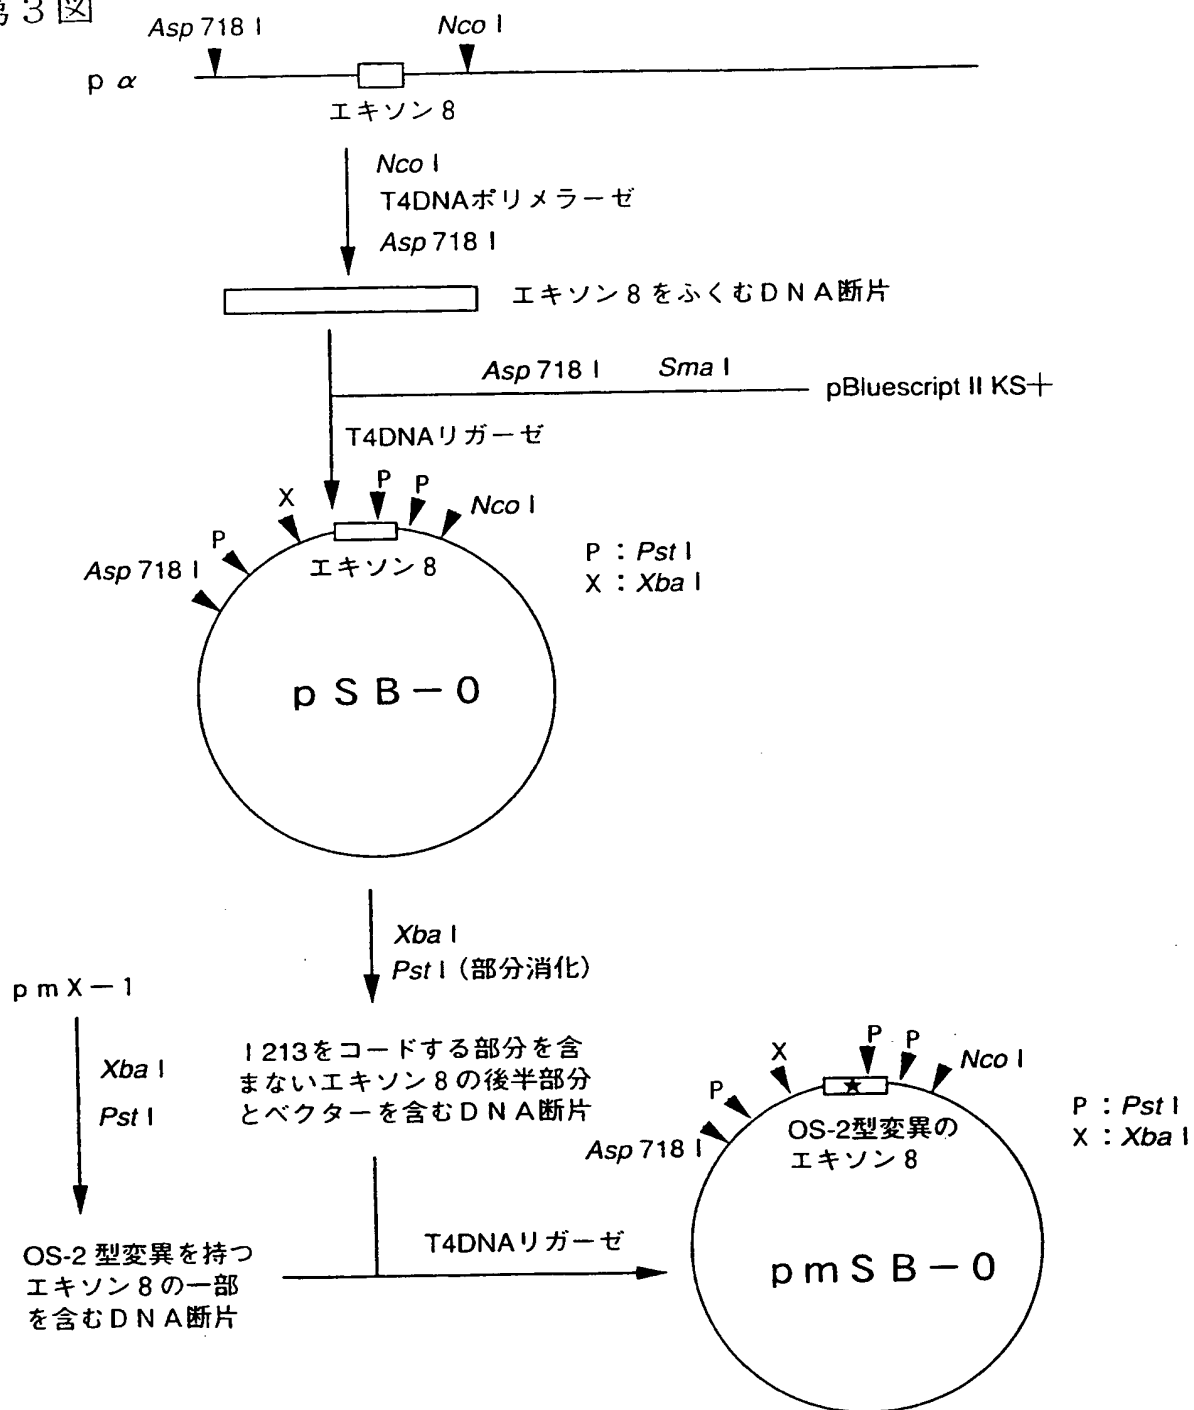 第3図
Asp 718 I
Nco I
p α
エキソン 8
Nco I
T4DNAポリメラーゼ
Asp 718 I
エキソン 8 をふくむDNA断片
Asp 718 I Sma I
pBluescript II KS+
T4DNAリガーゼ
P P
X
Nco I
P
Asp 718 I
エキソン 8
P : Pst I
X : Xba I
pSB-0
Xba I
Pst I (部分消化)
pmX-1
Xba I
Pst I
I 213をコードする部分を含
まないエキソン 8 の後半部分
とベクターを含むDNA断片
P P
X
Nco I
P
Asp 718 I
★
OS-2型変異の
エキソン 8
P : Pst I
X : Xba I
OS-2 型変異を持つ
エキソン 8 の一部
を含むDNA断片
T4DNAリガーゼ
pmSB-0